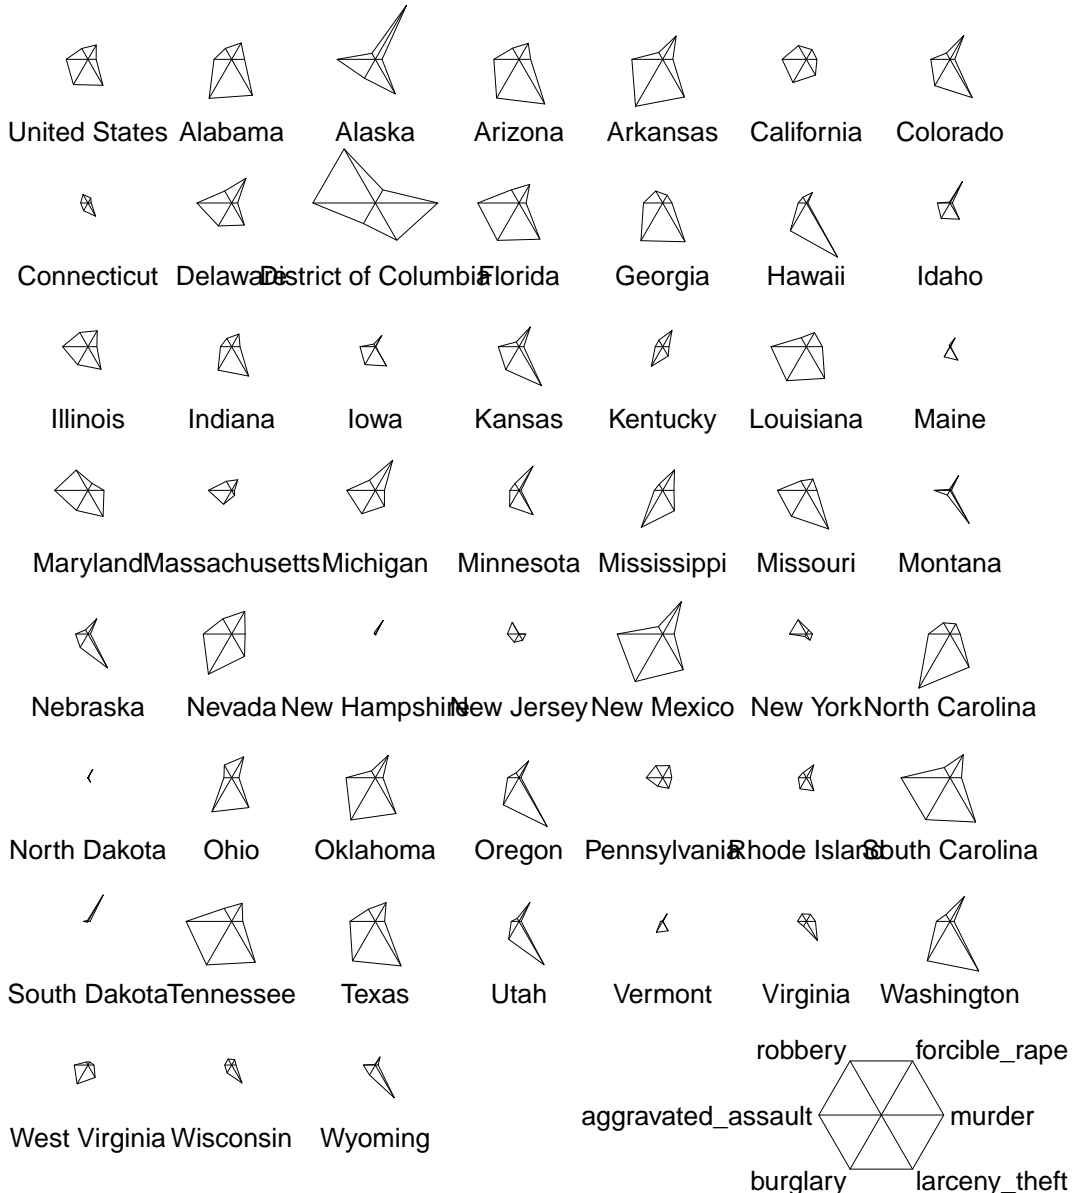 United States Alabama Alaska Arizona Arkansas California Colorado
Connecticut Delaware District of Columbia Florida Georgia Hawaii Idaho
Illinois Indiana Iowa Kansas Kentucky Louisiana Maine
Maryland Massachusetts Michigan Minnesota Mississippi Missouri Montana
Nebraska Nevada New Hampshire New Jersey New Mexico New York North Carolina
North Dakota Ohio Oklahoma Oregon Pennsylvania Rhode Island South Carolina
South Dakota Tennessee Texas Utah Vermont Virginia Washington
robbery forcible_rape
aggravated_assault murder
West Virginia Wisconsin Wyoming
burglary larceny_theft